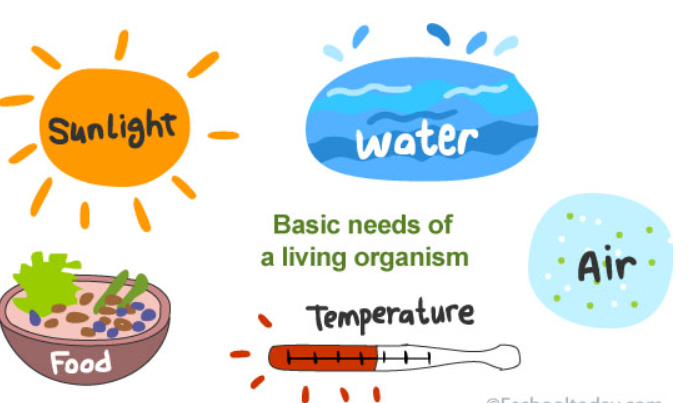 Sunlight
water
Basic needs of
a living organism
Air
Temperature
Food